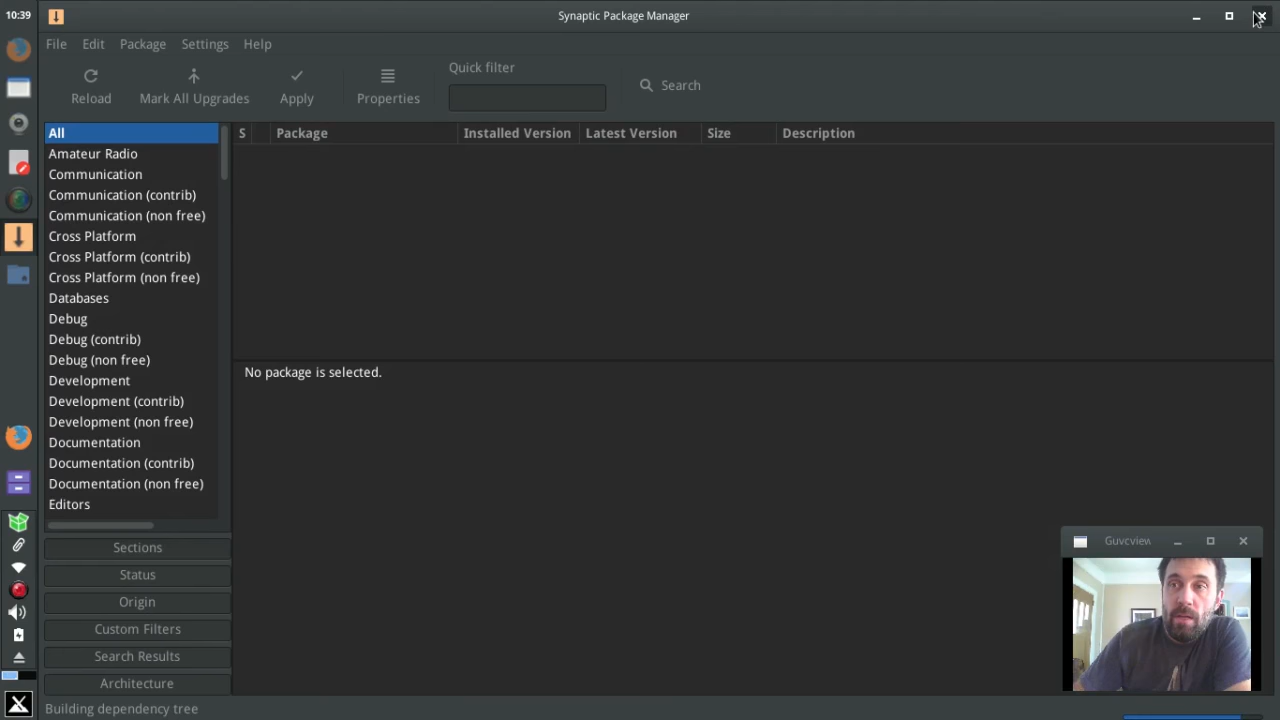 10:39
Synaptic Package Manager
File Edit Package Settings Help
Reload
Mark All Upgrades
Apply
Properties
Quick filter
Search
All
Amateur Radio
Communication
Communication (contrib)
Communication (non free)
Cross Platform
Cross Platform (contrib)
Cross Platform (non free)
Databases
Debug
Debug (contrib)
Debug (non free)
Development
Development (contrib)
Development (non free)
Documentation
Documentation (contrib)
Documentation (non free)
Editors
S Package Installed Version Latest Version Size Description
No package is selected.
Sections
Status
Origin
Custom Filters
Search Results
Architecture
Building dependency tree
Guvcview